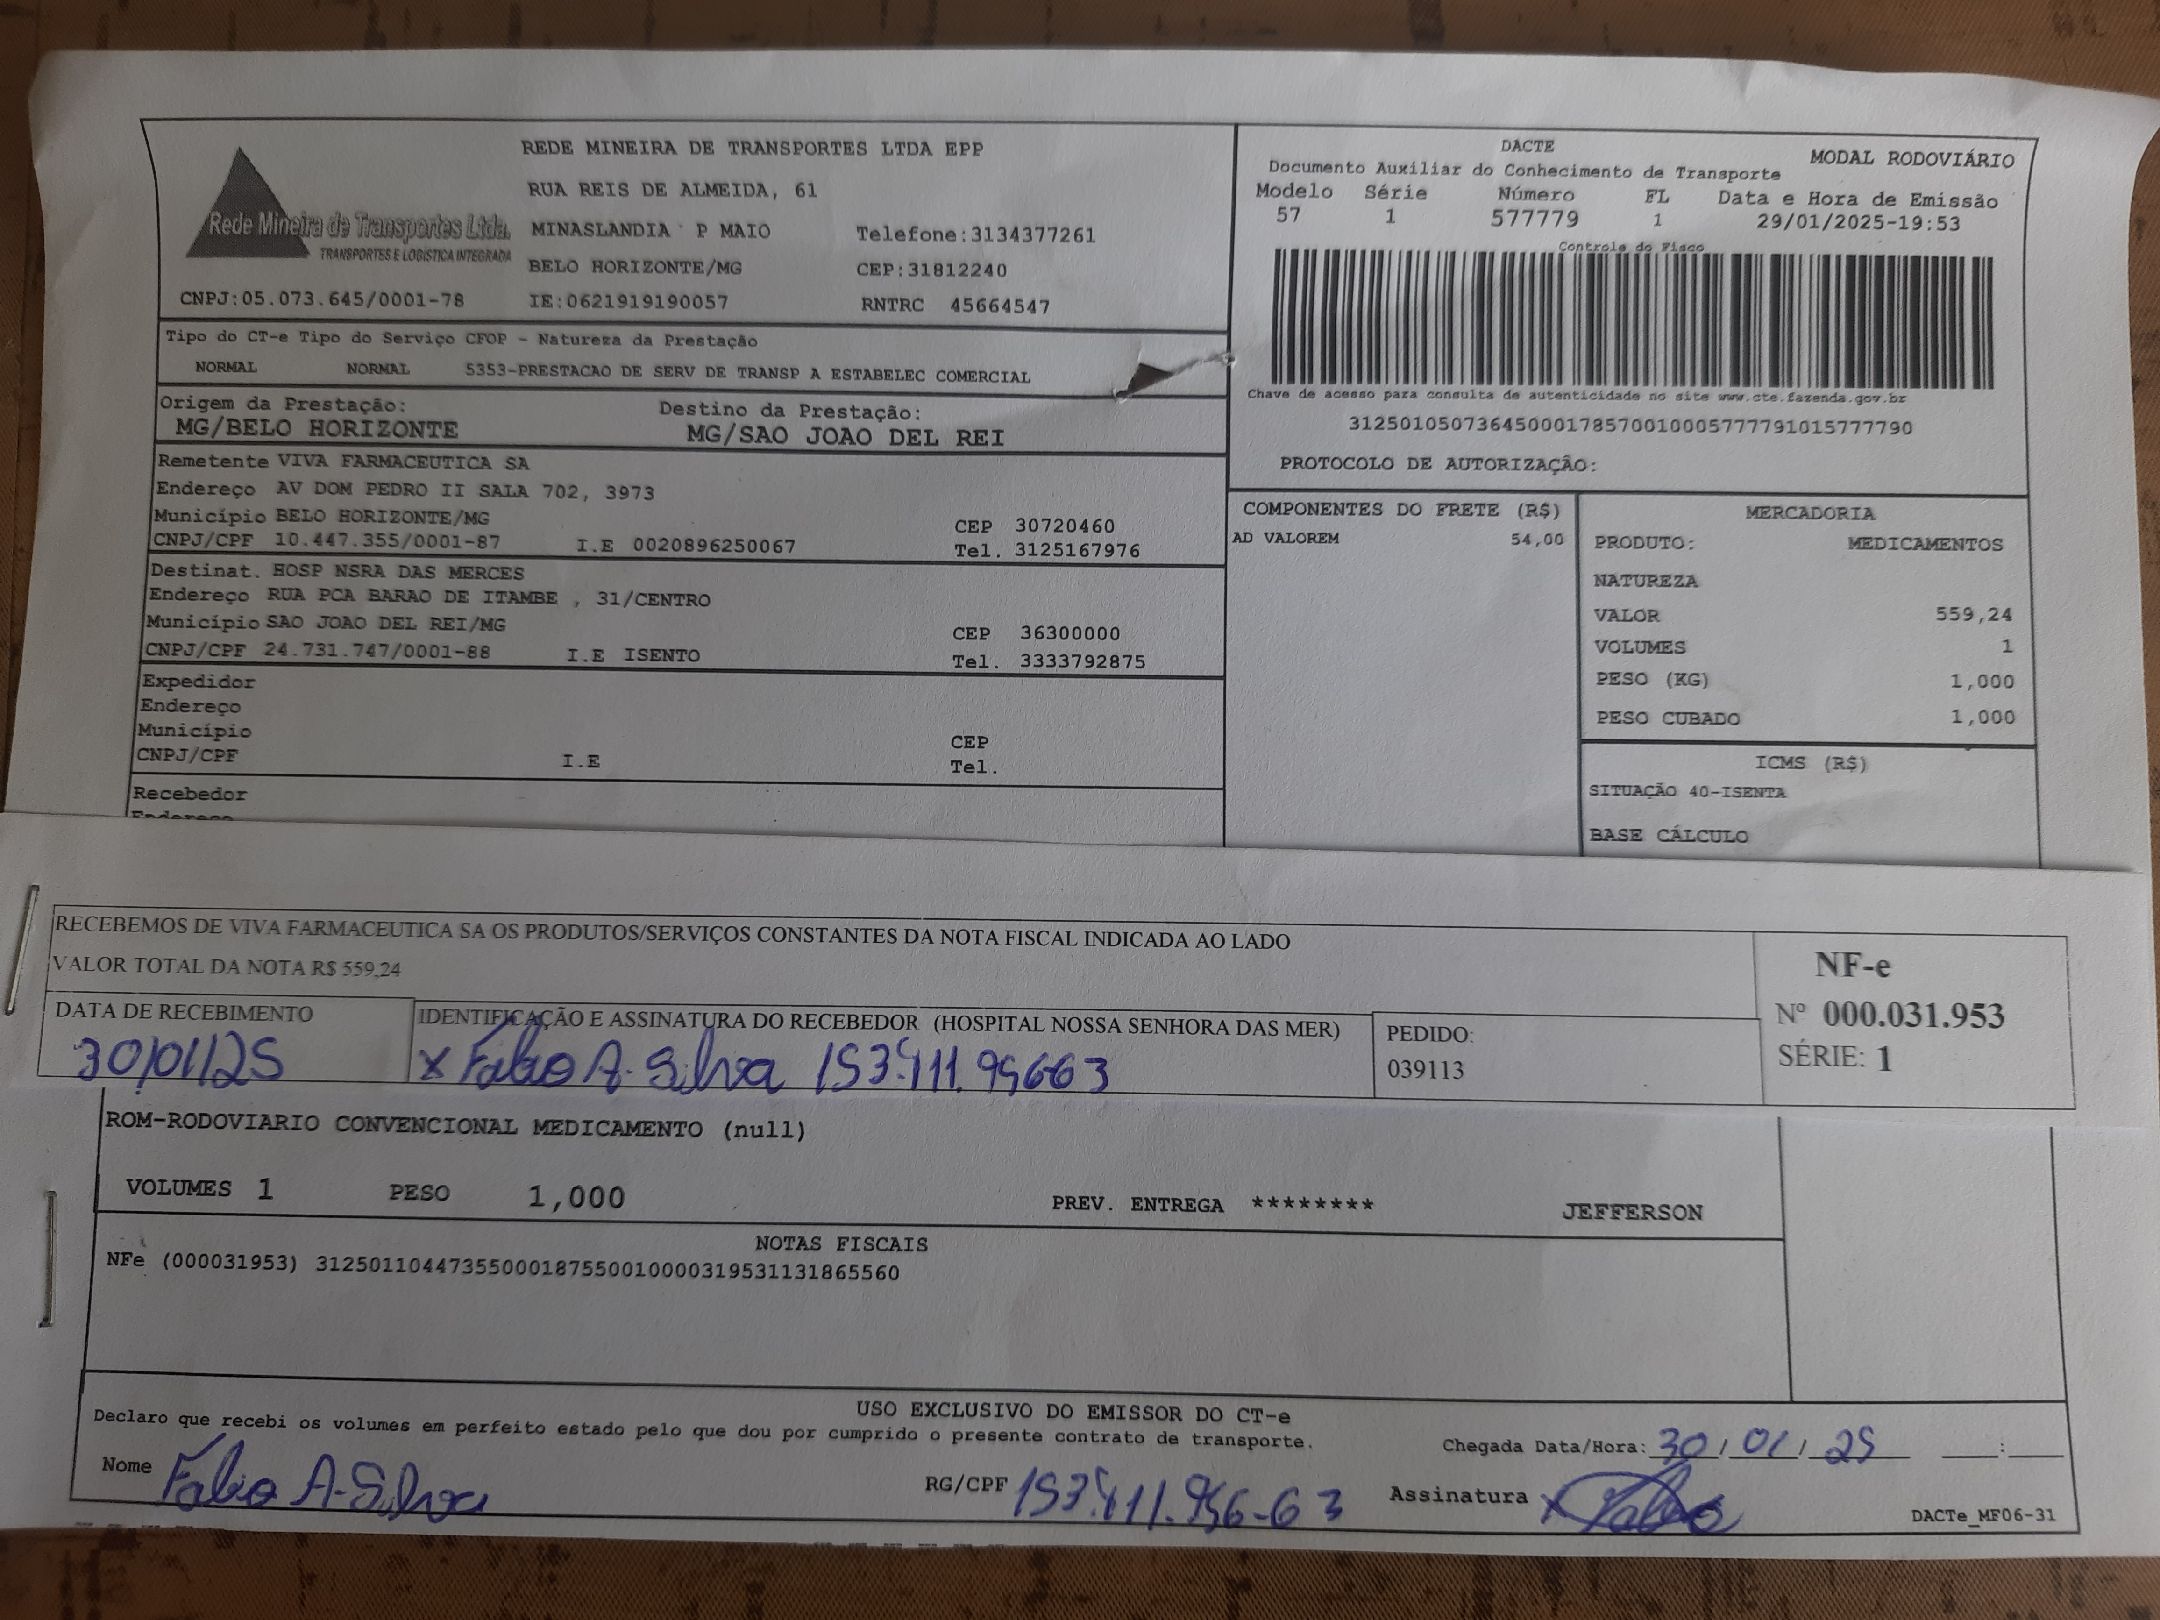 REDE MINEIRA DE TRANSPORTES LTDA EPP
RUA REIS DE ALMEIDA, 61
Rede Mineira de Transportes Ltda.
TRANSPORTES E LOGISTICA INTEGRADA
MINASLANDIA P MAIO Telefone:3134377261
BELO HORIZONTE/MG CEP:31812240
CNPJ:05.073.645/0001-78 IE:0621919190057 RNTRC 45664547
DACTE MODAL RODOVIÁRIO
Documento Auxiliar do Conhecimento de Transporte
Modelo Série Número FL Data e Hora de Emissão
57 1 577779 1 29/01/2025-19:53
Controle do Fisco
Chave de acesso para consulta de autenticidade no site www.cte.fazenda.gov.br
31250105073645000178570010005777791015777790
PROTOCOLO DE AUTORIZAÇÃO:
Tipo do CT-e Tipo do Serviço CFOP - Natureza da Prestação
NORMAL NORMAL 5353-PRESTACAO DE SERV DE TRANSP A ESTABELEC COMERCIAL
Origem da Prestação: Destino da Prestação:
MG/BELO HORIZONTE MG/SAO JOAO DEL REI
Remetente VIVA FARMACEUTICA SA
Endereço AV DOM PEDRO II SALA 702, 3973
Município BELO HORIZONTE/MG CEP 30720460
CNPJ/CPF 10.447.355/0001-87 I.E 0020896250067 Tel. 3125167976
Destinat. HOSP NSRA DAS MERCES
Endereço RUA PCA BARAO DE ITAMBE , 31/CENTRO
Município SAO JOAO DEL REI/MG CEP 36300000
CNPJ/CPF 24.731.747/0001-88 I.E ISENTO Tel. 3333792875
Expedidor
Endereço
Município CEP
CNPJ/CPF I.E Tel.
Recebedor
Endereço
COMPONENTES DO FRETE (R$)
AD VALOREM 54,00
MERCADORIA
PRODUTO: MEDICAMENTOS
NATUREZA
VALOR 559,24
VOLUMES 1
PESO (KG) 1,000
PESO CUBADO 1,000
ICMS (R$)
SITUAÇÃO 40-ISENTA
BASE CÁLCULO
RECEBEMOS DE VIVA FARMACEUTICA SA OS PRODUTOS/SERVIÇOS CONSTANTES DA NOTA FISCAL INDICADA AO LADO
VALOR TOTAL DA NOTA R$ 559,24
DATA DE RECEBIMENTO IDENTIFICAÇÃO E ASSINATURA DO RECEBEDOR (HOSPITAL NOSSA SENHORA DAS MER) PEDIDO:
30/01/25 x Fabio A. Silva 039113
NF-e
Nº 000.031.953
SÉRIE: 1
ROM-RODOVIARIO CONVENCIONAL MEDICAMENTO (null)
VOLUMES 1 PESO 1,000 PREV. ENTREGA ******** JEFFERSON
NOTAS FISCAIS
NFe (000031953) 31250110447355000187550010000319531131865560
USO EXCLUSIVO DO EMISSOR DO CT-e
Declaro que recebi os volumes em perfeito estado pelo que dou por cumprido o presente contrato de transporte.
Chegada Data/Hora: 30/01/25 :
Nome Fabio A. Silva RG/CPF Assinatura x Fabio
DACTe_MF06-31